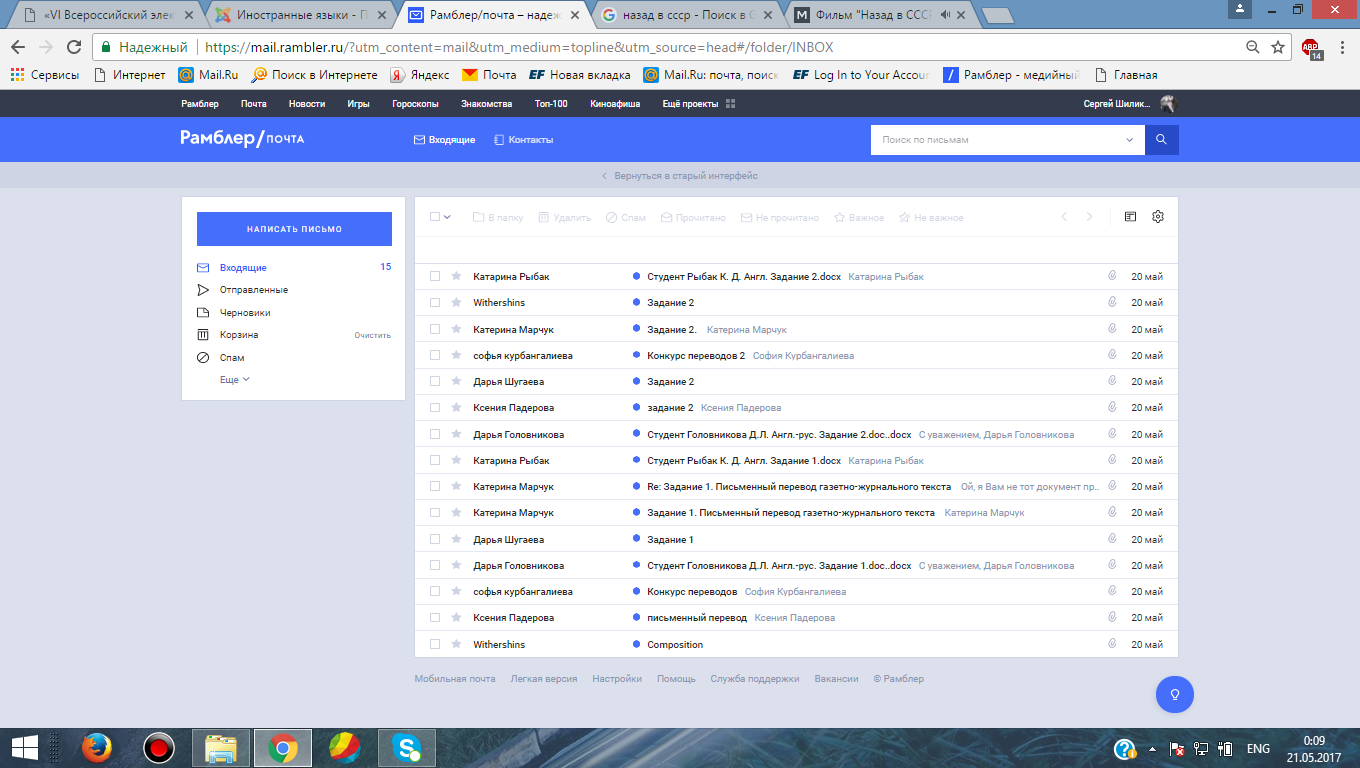 «VI Всероссийский элек
Иностранные языки - П
Рамблер/почта – надеж
назад в ссср - Поиск в G
Фильм "Назад в СССР
Надежный https://mail.rambler.ru/?utm_content=mail&utm_medium=topline&utm_source=head#/folder/INBOX
ABP 14
Сервисы Интернет Mail.Ru Поиск в Интернете Яндекс Почта Новая вкладка Mail.Ru: почта, поиск Log In to Your Accou Рамблер - медийный Главная
Рамблер Почта Новости Игры Гороскопы Знакомства Топ-100 Киноафиша Ещё проекты Сергей Шилик...
Рамблер/ПОЧТА Входящие Контакты Поиск по письмам
Вернуться в старый интерфейс
НАПИСАТЬ ПИСЬМО
Входящие 15
Отправленные
Черновики
Корзина Очистить
Спам
Еще
В папку Удалить Спам Прочитано Не прочитано Важное Не важное
Катарина Рыбак Студент Рыбак К. Д. Англ. Задание 2.docx Катарина Рыбак 20 май
Withershins Задание 2 20 май
Катерина Марчук Задание 2. Катерина Марчук 20 май
софья курбангалиева Конкурс переводов 2 София Курбангалиева 20 май
Дарья Шугаева Задание 2 20 май
Ксения Падерова задание 2 Ксения Падерова 20 май
Дарья Головникова Студент Головникова Д.Л. Англ.-рус. Задание 2.doc..docx С уважением, Дарья Головникова 20 май
Катарина Рыбак Студент Рыбак К. Д. Англ. Задание 1.docx Катарина Рыбак 20 май
Катерина Марчук Re: Задание 1. Письменный перевод газетно-журнального текста Ой, я Вам не тот документ пр... 20 май
Катерина Марчук Задание 1. Письменный перевод газетно-журнального текста Катерина Марчук 20 май
Дарья Шугаева Задание 1 20 май
Дарья Головникова Студент Головникова Д.Л. Англ.-рус. Задание 1.doc..docx С уважением, Дарья Головникова 20 май
софья курбангалиева Конкурс переводов София Курбангалиева 20 май
Ксения Падерова письменный перевод Ксения Падерова 20 май
Withershins Composition 20 май
Мобильная почта Легкая версия Настройки Помощь Служба поддержки Вакансии © Рамблер
ENG
0:09
21.05.2017